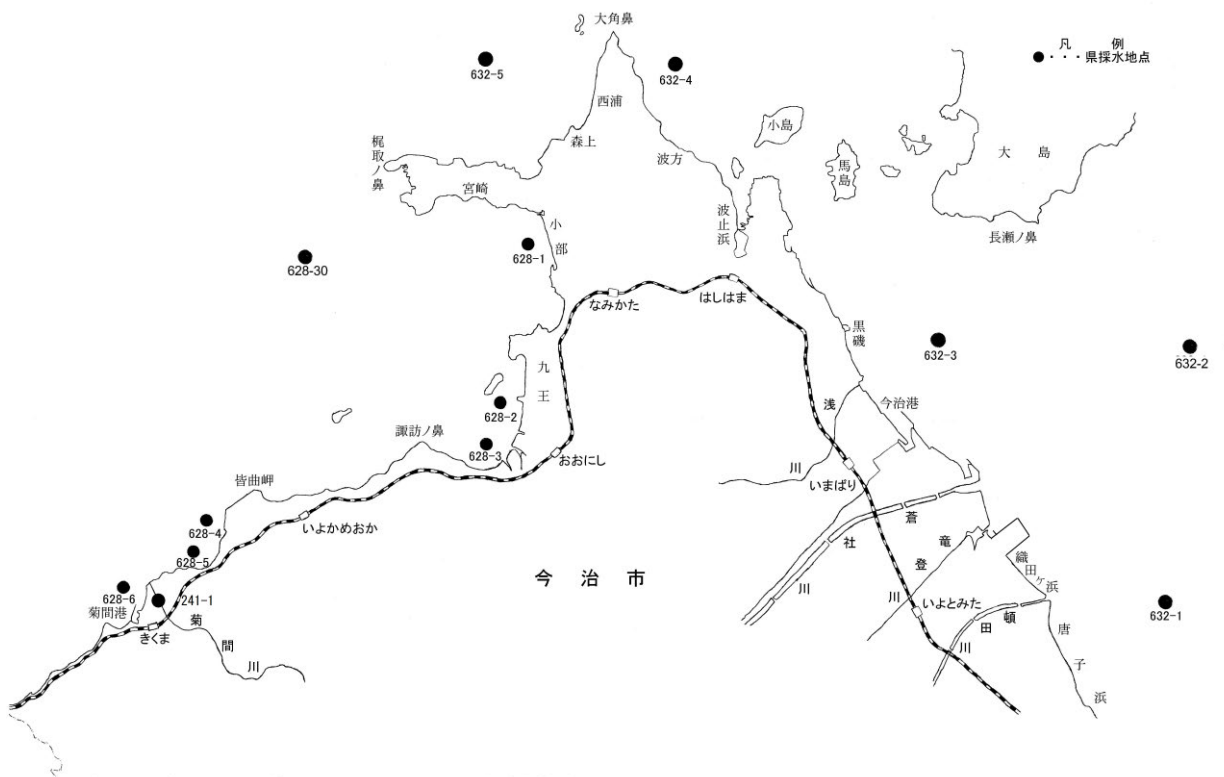 大角鼻
凡 例
●・・・県採水地点
632-5
632-4
西浦
小島
森上
波方
馬島
大 島
梶取ノ鼻
宮崎
波止浜
小部
長瀬ノ鼻
628-1
628-30
なみかた
はしはま
黒磯
632-3
632-2
九王
628-2
浅川
今治港
諏訪ノ鼻
628-3
おおにし
いまばり
皆曲岬
628-4
いよかめおか
蒼社川
628-5
今 治 市
竜登川
織田ヶ浜
628-6
241-1
菊間港
いよとみた
632-1
きくま
菊間川
頓田川
唐子浜